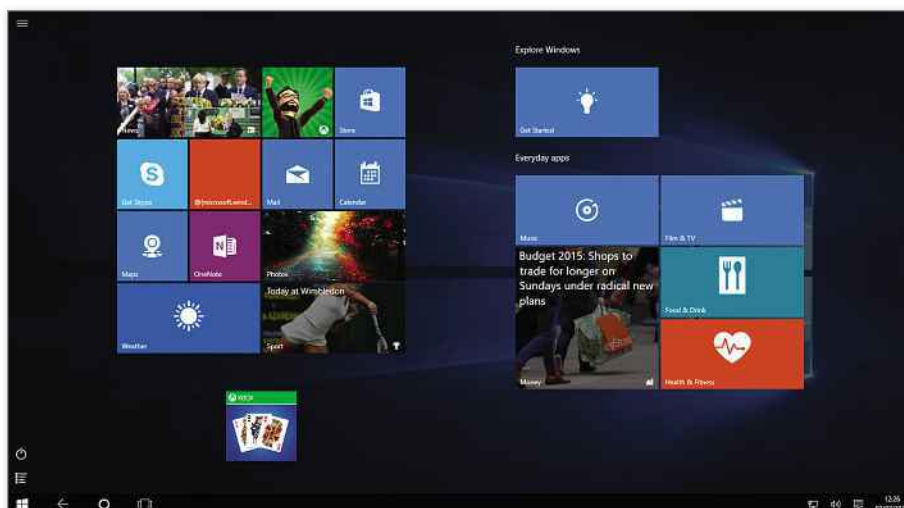 Explore Windows
News
Store
Get Started
Everyday apps
Get Skype
@{microsoft.wind...
Mail
Calendar
Music
Film & TV
Maps
OneNote
Photos
Budget 2015: Shops to
trade for longer on
Sundays under radical new
plans
Today at Wimbledon
Food & Drink
Weather
Sport
Money
Health & Fitness
12:26